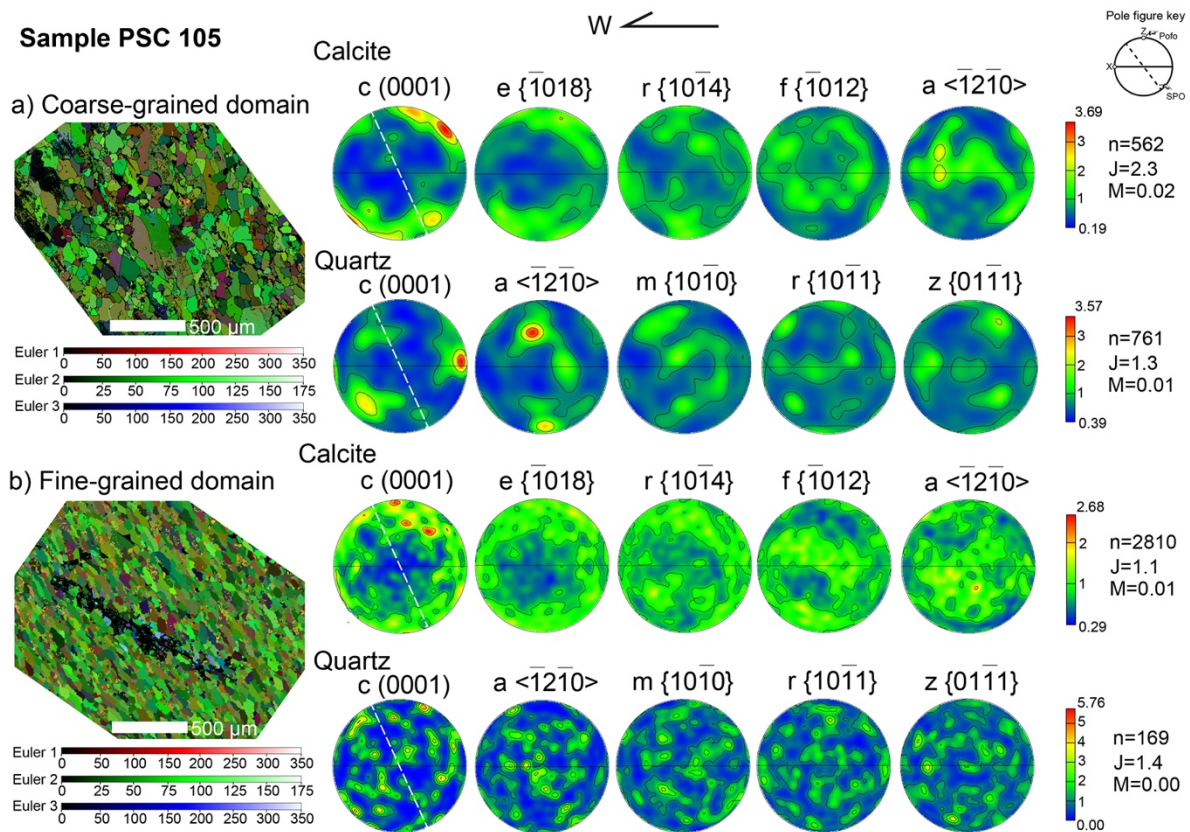 Sample PSC 105
W
Pole figure key
Z
Pofo
X
SPO
a) Coarse-grained domain
Calcite
c (0001) e {1̅018} r {101̅4} f {1̅012} a <1̅21̅0>
3.69
3
2
1
0.19
n=562
J=2.3
M=0.02
500 µm
Quartz
c (0001) a <1̅21̅0> m {101̅0} r {101̅1} z {011̅1}
3.57
3
2
1
0.39
n=761
J=1.3
M=0.01
Euler 1
0 50 100 150 200 250 300 350
Euler 2
0 25 50 75 100 125 150 175
Euler 3
0 50 100 150 200 250 300 350
b) Fine-grained domain
Calcite
c (0001) e {1̅018} r {101̅4} f {1̅012} a <1̅21̅0>
2.68
2
1
0.29
n=2810
J=1.1
M=0.01
500 µm
Quartz
c (0001) a <1̅21̅0> m {101̅0} r {101̅1} z {011̅1}
5.76
5
4
3
2
1
0.00
n=169
J=1.4
M=0.00
Euler 1
0 50 100 150 200 250 300 350
Euler 2
0 25 50 75 100 125 150 175
Euler 3
0 50 100 150 200 250 300 350